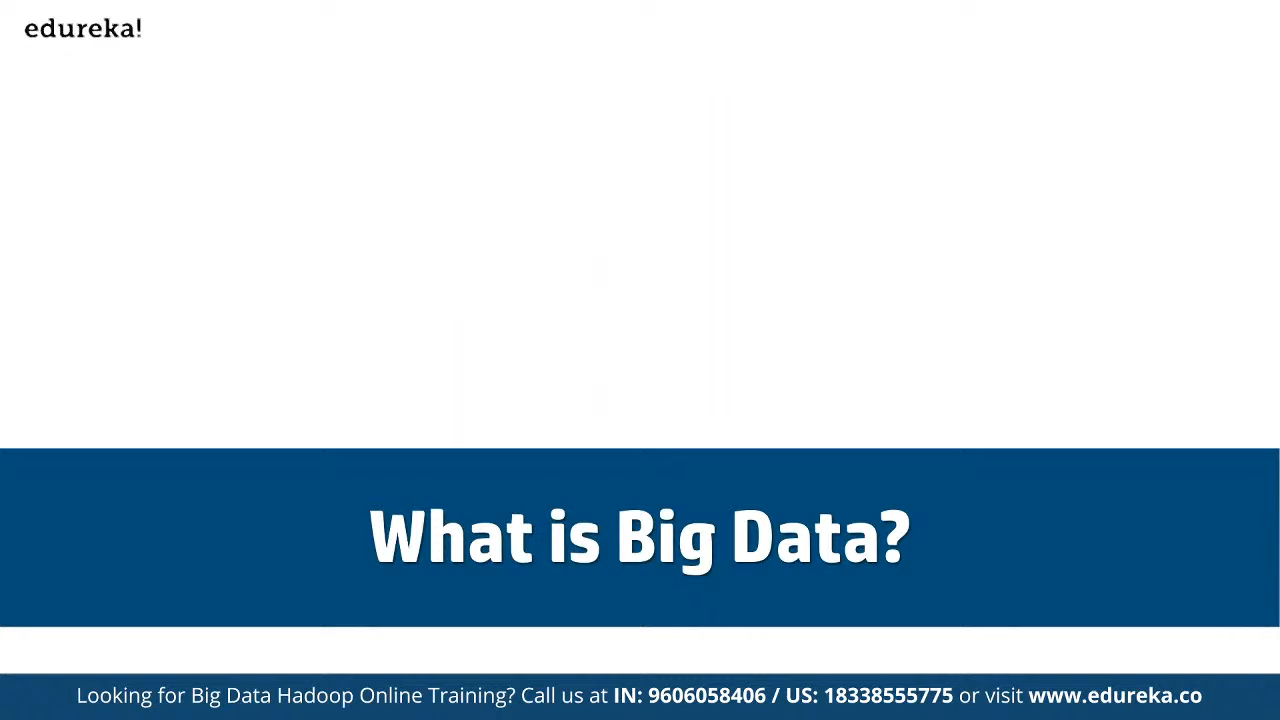 edureka!
What is Big Data?
Looking for Big Data Hadoop Online Training? Call us at IN: 9606058406 / US: 18338555775 or visit www.edureka.co